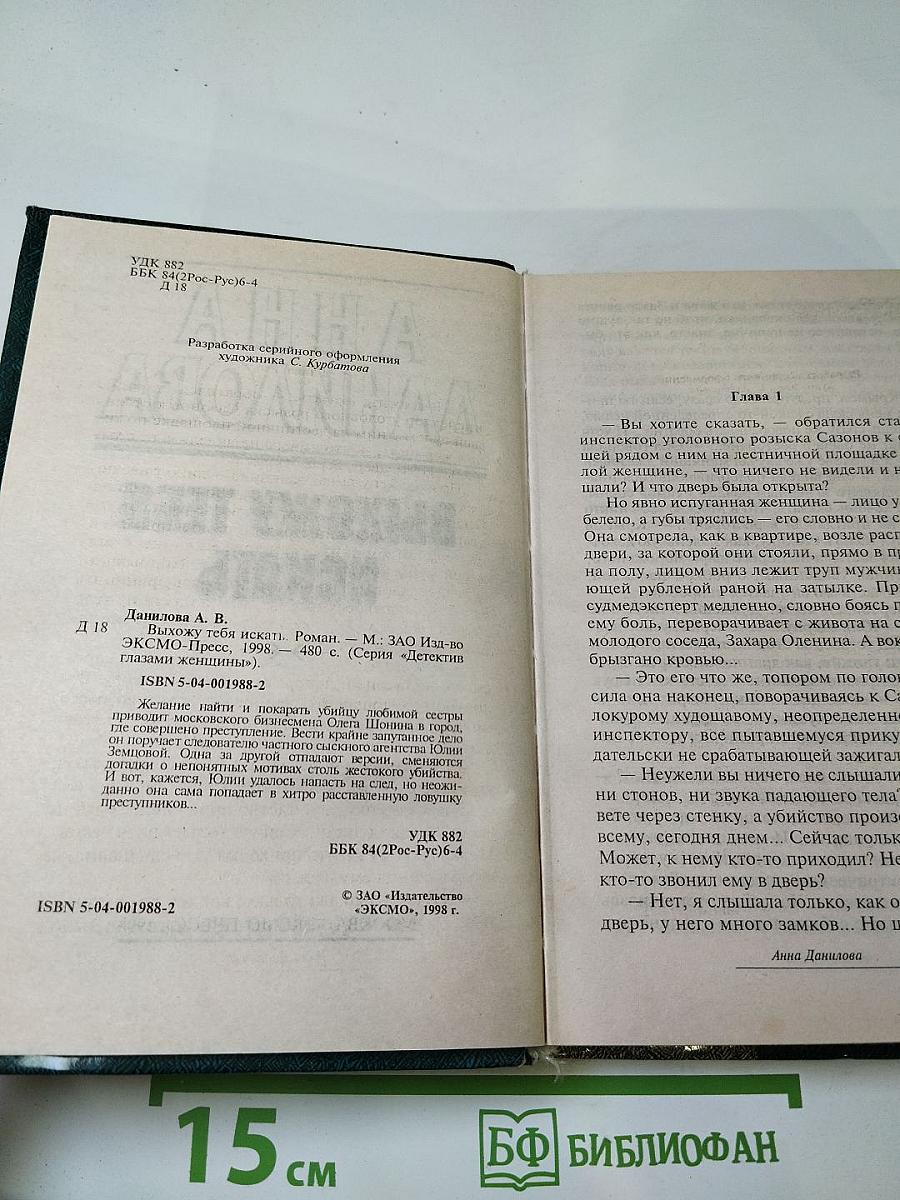 УДК 882
ББК 84(2Рос-Рус)6-4
Д 18
Разработка серийного оформления
художника С. Курбатова
Данилова А. В.
Д 18
Выхожу тебя искать. Роман. — М.: ЗАО Изд-во
ЭКСМО-Пресс, 1998. — 480 с. (Серия «Детектив
глазами женщины»).
ISBN 5-04-001988-2
Желание найти и покарать убийцу любимой сестры
приводит московского бизнесмена Олега Шонина в город,
где совершено преступление. Вести крайне запутанное дело
он поручает следователю частного сыскного агентства Юлии
Земцовой. Одна за другой отпадают версии, сменяются
догадки о непонятных мотивах столь жестокого убийства.
И вот, кажется, Юлии удалось напасть на след, но неожи-
данно она сама попадает в хитро расставленную ловушку
преступников...
УДК 882
ББК 84(2Рос-Рус)6-4
ISBN 5-04-001988-2
© ЗАО «Издательство
«ЭКСМО», 1998 г.
Глава 1
— Вы хотите сказать, — обратился ста
инспектор уголовного розыска Сазонов к с
шей рядом с ним на лестничной площадке
лой женщине, — что ничего не видели и н
шали? И что дверь была открыта?
Но явно испуганная женщина — лицо у
белело, а губы тряслись — его словно и не с
Она смотрела, как в квартире, возле расп
двери, за которой они стояли, прямо в пр
на полу, лицом вниз лежит труп мужчин
ющей рубленой раной на затылке. Пр
судмедэксперт медленно, словно боясь п
ему боль, переворачивает с живота на с
молодого соседа, Захара Оленина. А вок
брызгано кровью...
— Это его что же, топором по голов
сила она наконец, поворачиваясь к Са
локурому худощавому, неопределенно
инспектору, все пытавшемуся прику
дательски не срабатывающей зажигал
— Неужели вы ничего не слышали
ни стонов, ни звука падающего тела?
вете через стенку, а убийство произо
всему, сегодня днем... Сейчас тольк
Может, к нему кто-то приходил? Не
кто-то звонил ему в дверь?
— Нет, я слышала только, как о
дверь, у него много замков... Но ш
Анна Данилова
15 см
БФ БИБЛИОФАН